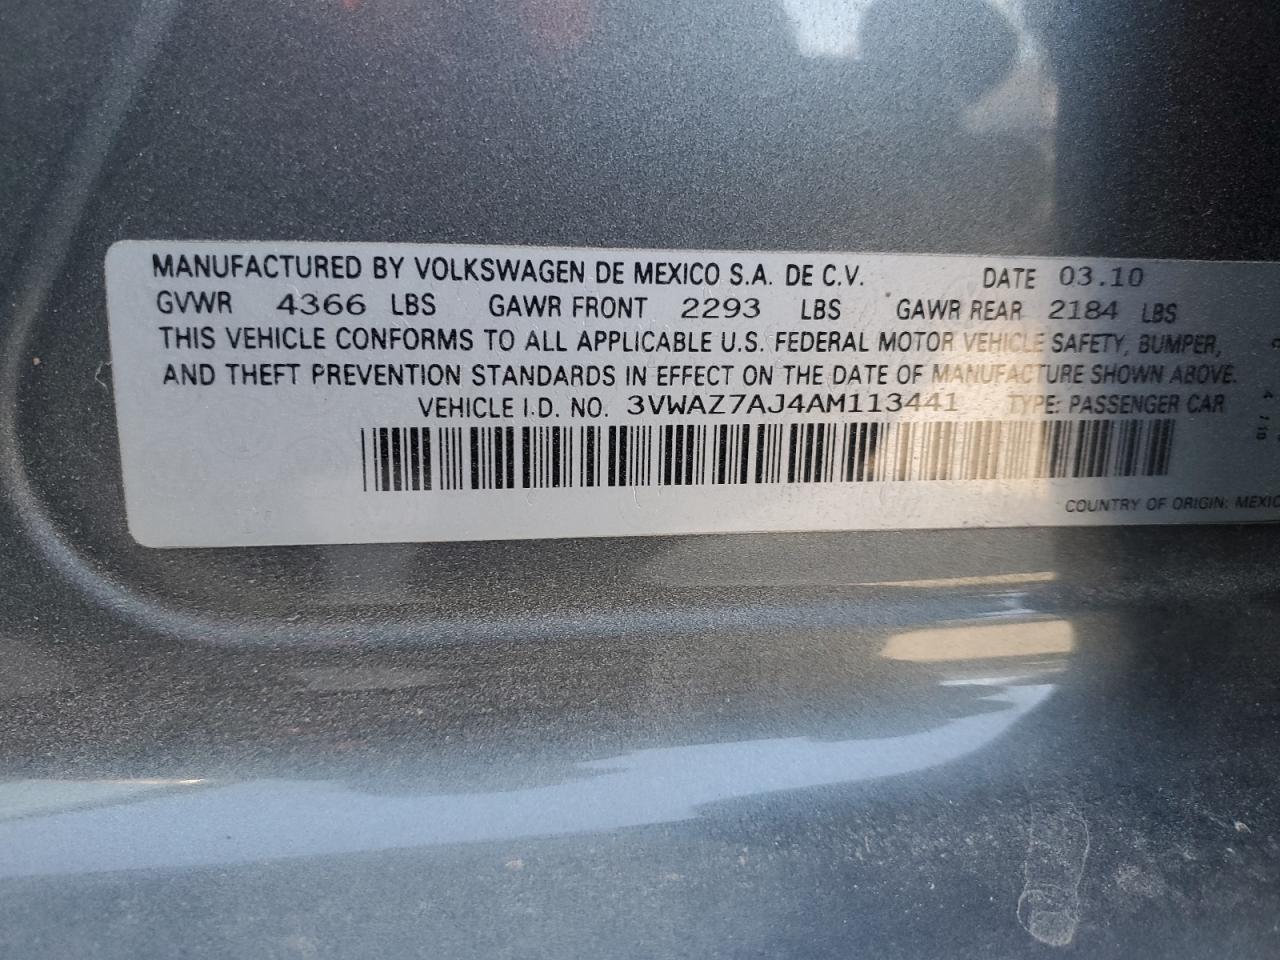 MANUFACTURED BY VOLKSWAGEN DE MEXICO S.A. DE C.V. DATE 03.10
GVWR 4366 LBS GAWR FRONT 2293 LBS GAWR REAR 2184 LBS
THIS VEHICLE CONFORMS TO ALL APPLICABLE U.S. FEDERAL MOTOR VEHICLE SAFETY, BUMPER,
AND THEFT PREVENTION STANDARDS IN EFFECT ON THE DATE OF MANUFACTURE SHOWN ABOVE.
VEHICLE I.D. NO. 3VWAZ7AJ4AM113441 TYPE: PASSENGER CAR
COUNTRY OF ORIGIN: MEXIC